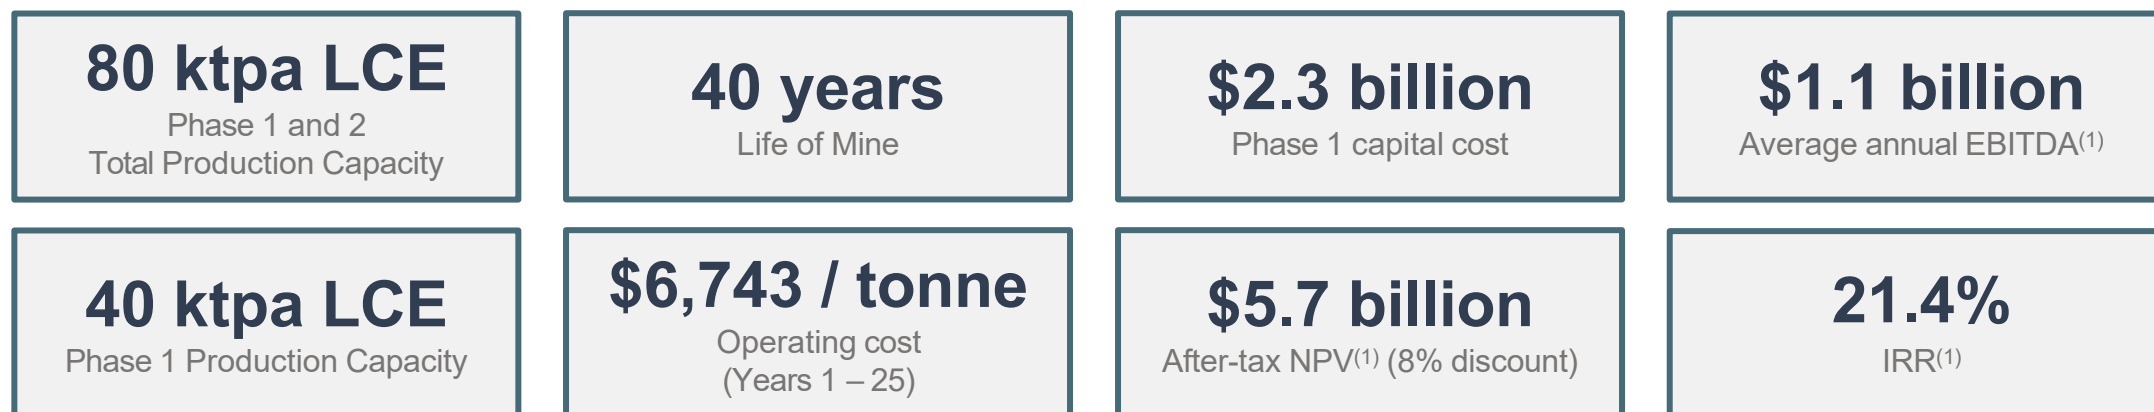 80 ktpa LCE
Phase 1 and 2
Total Production Capacity
40 years
Life of Mine
$2.3 billion
Phase 1 capital cost
$1.1 billion
Average annual EBITDA(1)
40 ktpa LCE
Phase 1 Production Capacity
$6,743 / tonne
Operating cost
(Years 1 – 25)
$5.7 billion
After-tax NPV(1) (8% discount)
21.4%
IRR(1)